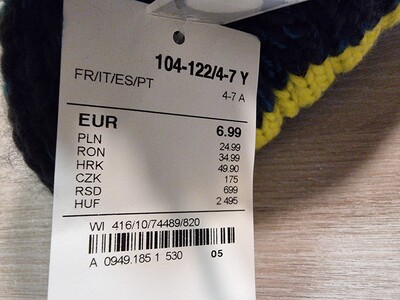 104-122/4-7 Y
FR/IT/ES/PT
4-7 A
EUR 6.99
PLN 24.99
RON 34.99
HRK 49.90
CZK 175
RSD 699
HUF 2 495
WI 416/10/74489/820
A 0949.185 1 530 05